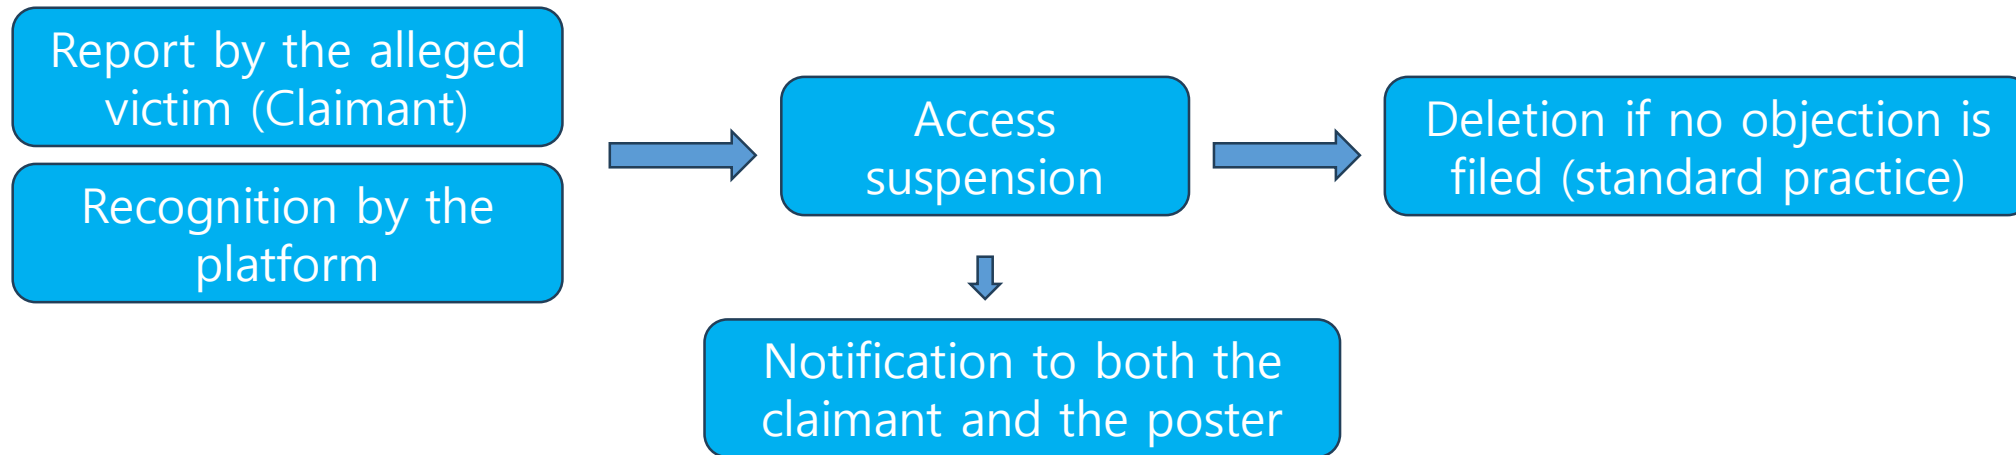 Report by the alleged
victim (Claimant)
Recognition by the
platform
Access
suspension
Notification to both the
claimant and the poster
Deletion if no objection is
filed (standard practice)